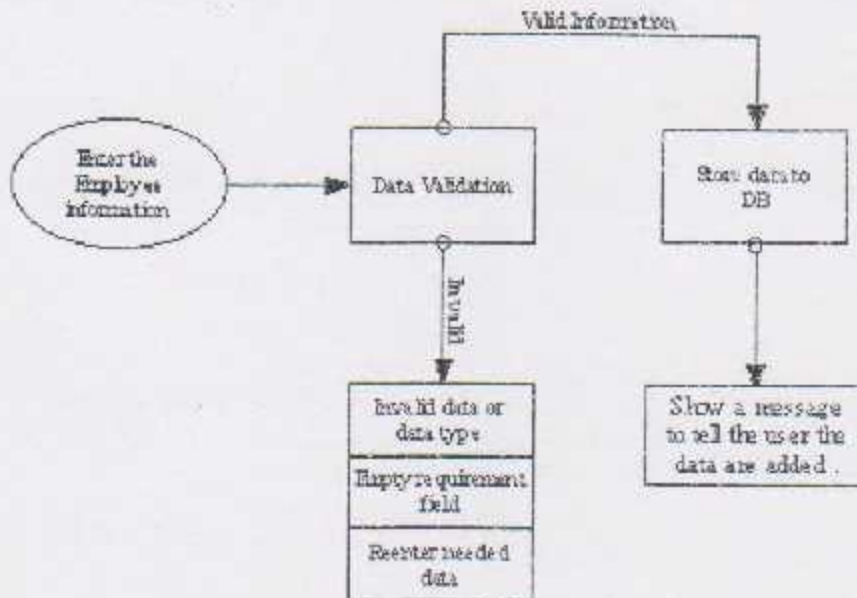 Valid Information
Enter the
Employee
information
Data Validation
Store data to
DB
Invalid
Invalid data or
data type
Empty requirement
field
Reenter needed
data
Show a message
to tell the user the
data are added .